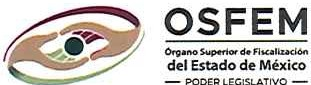 OSFEM
Órgano Superior de Fiscalización
del Estado de México
— PODER LEGISLATIVO —